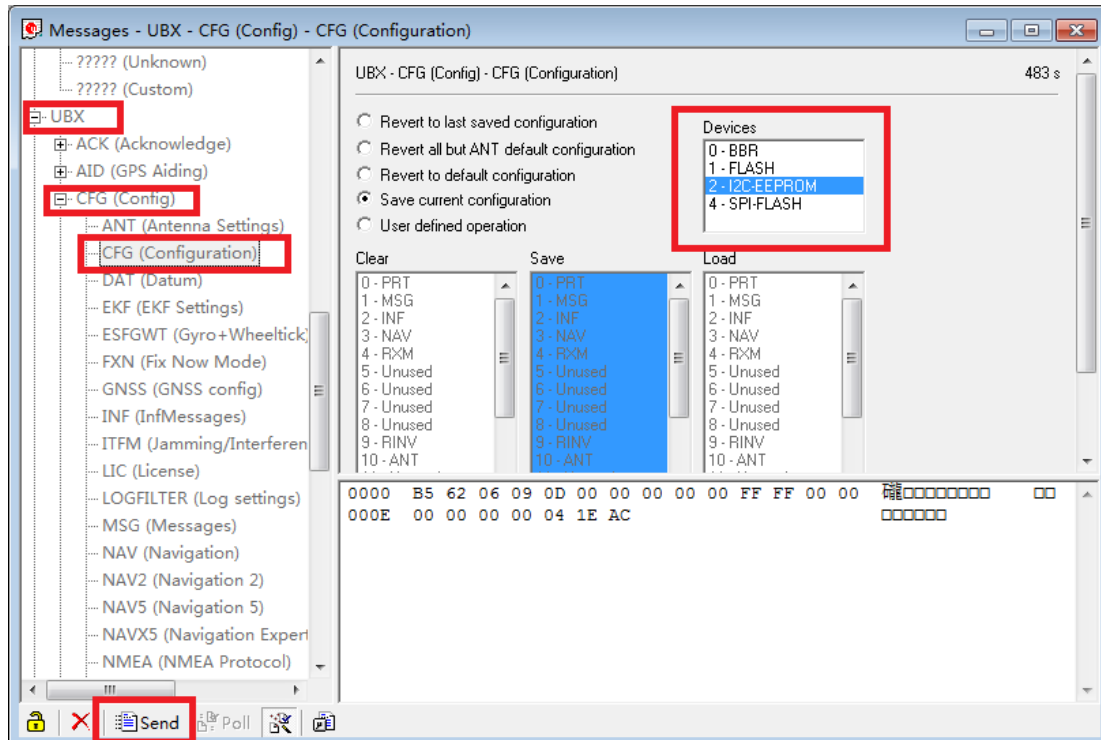 Messages - UBX - CFG (Config) - CFG (Configuration)
????? (Unknown)
????? (Custom)
UBX
ACK (Acknowledge)
AID (GPS Aiding)
CFG (Config)
ANT (Antenna Settings)
CFG (Configuration)
DAT (Datum)
EKF (EKF Settings)
ESFGWT (Gyro+Wheeltick)
FXN (Fix Now Mode)
GNSS (GNSS config)
INF (InfMessages)
ITFM (Jamming/Interferen
LIC (License)
LOGFILTER (Log settings)
MSG (Messages)
NAV (Navigation)
NAV2 (Navigation 2)
NAV5 (Navigation 5)
NAVX5 (Navigation Expert
NMEA (NMEA Protocol)
UBX - CFG (Config) - CFG (Configuration) 483 s
Revert to last saved configuration
Revert all but ANT default configuration
Revert to default configuration
Save current configuration
User defined operation
Devices
0 - BBR
1 - FLASH
2 - I2C-EEPROM
4 - SPI-FLASH
Clear
0 - PRT
1 - MSG
2 - INF
3 - NAV
4 - RXM
5 - Unused
6 - Unused
7 - Unused
8 - Unused
9 - RINV
10 - ANT
Save
0 - PRT
1 - MSG
2 - INF
3 - NAV
4 - RXM
5 - Unused
6 - Unused
7 - Unused
8 - Unused
9 - RINV
10 - ANT
Load
0 - PRT
1 - MSG
2 - INF
3 - NAV
4 - RXM
5 - Unused
6 - Unused
7 - Unused
8 - Unused
9 - RINV
10 - ANT
0000 B5 62 06 09 0D 00 00 00 00 00 FF FF 00 00
000E 00 00 00 00 04 1E AC
Send Poll